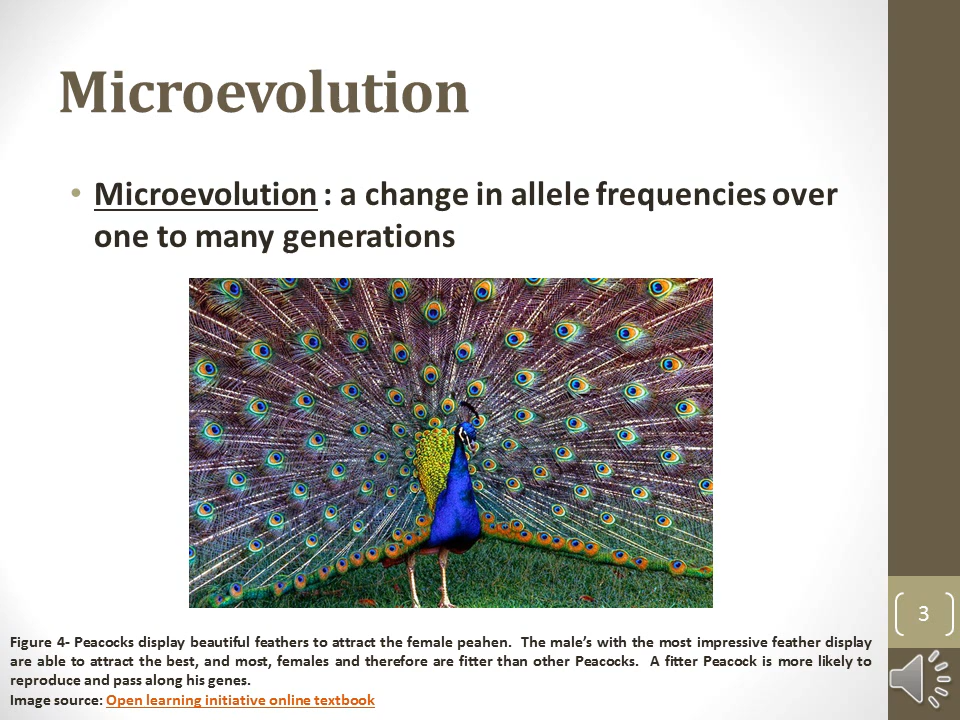 Microevolution
• Microevolution : a change in allele frequencies over
one to many generations
3
Figure 4- Peacocks display beautiful feathers to attract the female peahen. The male’s with the most impressive feather display
are able to attract the best, and most, females and therefore are fitter than other Peacocks. A fitter Peacock is more likely to
reproduce and pass along his genes.
Image source: Open learning initiative online textbook